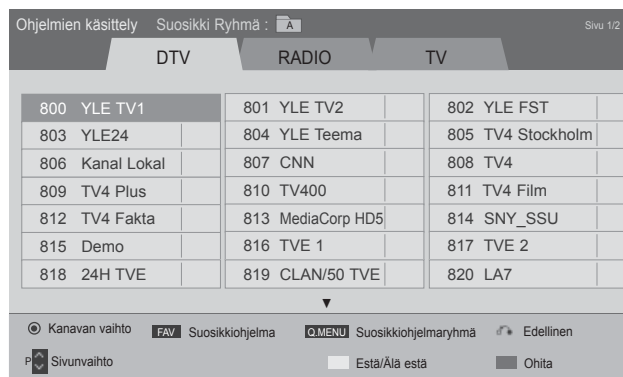 Ohjelmien käsittely Suosikki Ryhmä : A Sivu 1/2
DTV RADIO TV
800 YLE TV1 801 YLE TV2 802 YLE FST
803 YLE24 804 YLE Teema 805 TV4 Stockholm
806 Kanal Lokal 807 CNN 808 TV4
809 TV4 Plus 810 TV400 811 TV4 Film
812 TV4 Fakta 813 MediaCorp HD5 814 SNY_SSU
815 Demo 816 TVE 1 817 TVE 2
818 24H TVE 819 CLAN/50 TVE 820 LA7
▼
Kanavan vaihto FAV Suosikkiohjelma Q.MENU Suosikkiohjelmaryhmä Edellinen
P Sivunvaihto Estä/Älä estä Ohita